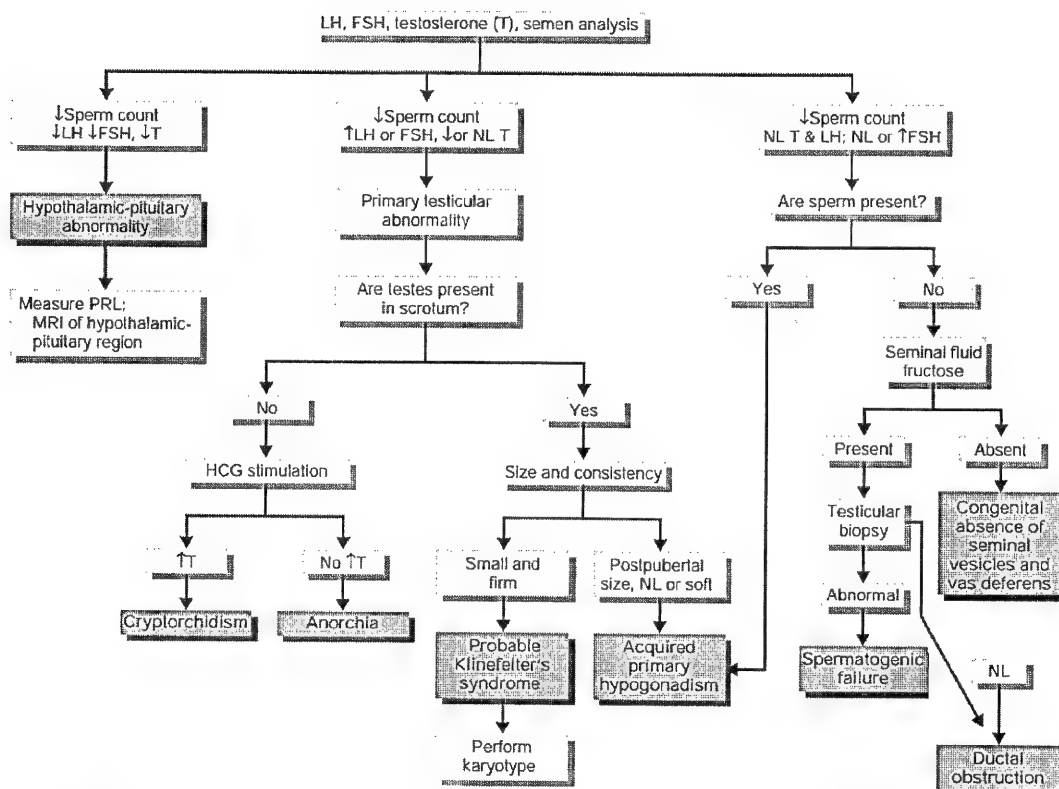 LH, FSH, testosterone (T), semen analysis
↓Sperm count
↓LH ↓FSH, ↓T
↓Sperm count
↑LH or FSH, ↓or NL T
↓Sperm count
NL T & LH; NL or ↑FSH
Hypothalamic-pituitary
abnormality
Primary testicular
abnormality
Are sperm present?
Measure PRL;
MRI of hypothalamic-
pituitary region
Are testes present
in scrotum?
Yes
No
Seminal fluid
fructose
No
Yes
Present
Absent
HCG stimulation
Size and consistency
Testicular
biopsy
Congenital
absence of
seminal
vesicles and
vas deferens
↑T
No ↑T
Small and
firm
Postpubertal
size, NL or soft
Abnormal
Cryptorchidism
Anorchia
Probable
Klinefelter's
syndrome
Acquired
primary
hypogonadism
Spermatogenic
failure
NL
Perform
karyotype
Ductal
obstruction